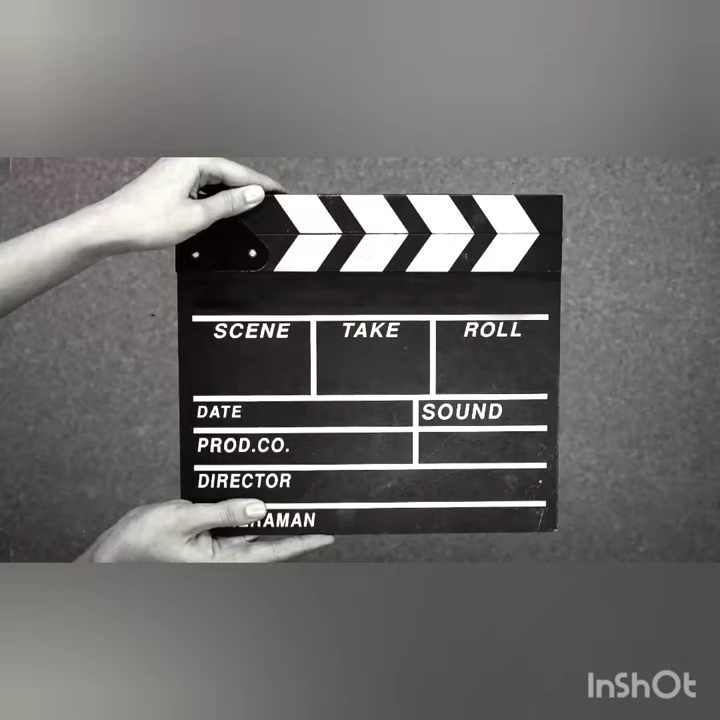 SCENE TAKE ROLL
DATE SOUND
PROD.CO.
DIRECTOR
InShOt